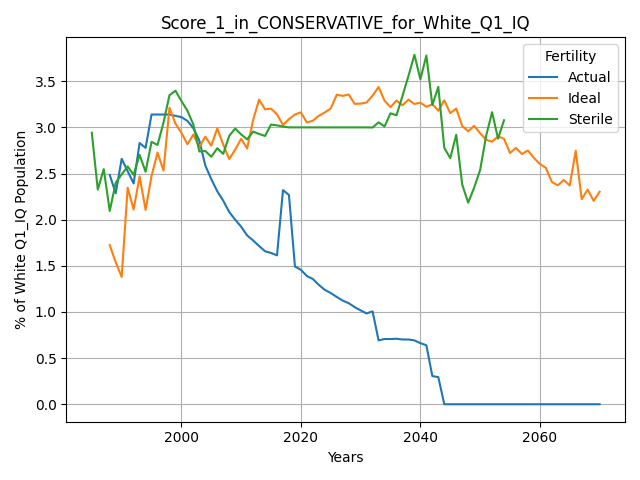 Score_1_in_CONSERVATIVE_for_White_Q1_IQ
% of White Q1_IQ Population
3.5
3.0
2.5
2.0
1.5
1.0
0.5
0.0
Fertility
Actual
Ideal
Sterile
2000
2020
2040
2060
Years